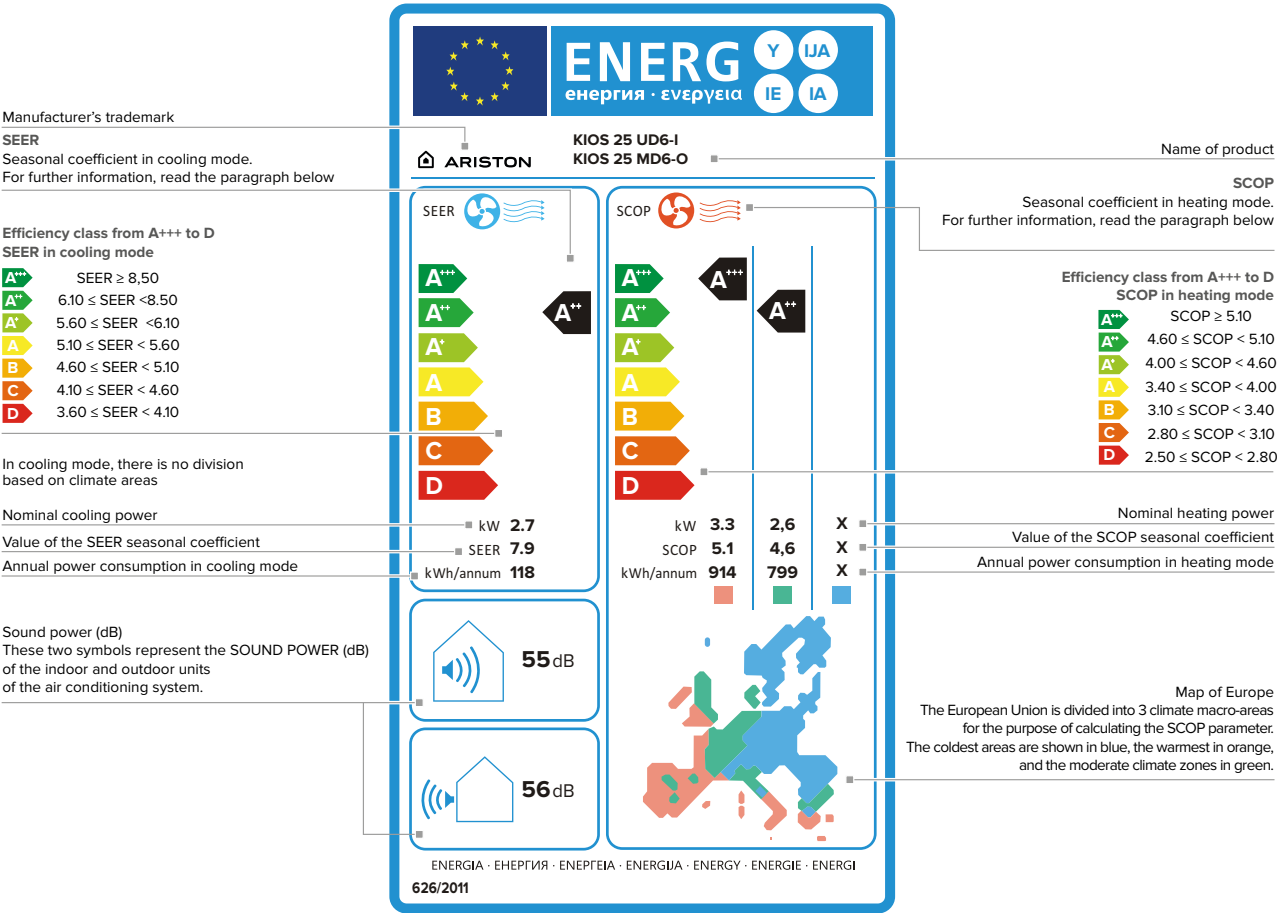 ENERG
енергия · ενεργεια
Y
IJA
IE
IA
Manufacturer's trademark
SEER
Seasonal coefficient in cooling mode.
For further information, read the paragraph below
ARISTON
KIOS 25 UD6-I
KIOS 25 MD6-O
Name of product
SCOP
Seasonal coefficient in heating mode.
For further information, read the paragraph below
Efficiency class from A+++ to D
SEER in cooling mode
A+++ SEER ≥ 8,50
A++ 6.10 ≤ SEER <8.50
A+ 5.60 ≤ SEER <6.10
A 5.10 ≤ SEER < 5.60
B 4.60 ≤ SEER < 5.10
C 4.10 ≤ SEER < 4.60
D 3.60 ≤ SEER < 4.10
In cooling mode, there is no division
based on climate areas
Nominal cooling power
Value of the SEER seasonal coefficient
Annual power consumption in cooling mode
Sound power (dB)
These two symbols represent the SOUND POWER (dB)
of the indoor and outdoor units
of the air conditioning system.
SEER
A+++
A++
A+
A
B
C
D
A++
kW 2.7
SEER 7.9
kWh/annum 118
55 dB
56 dB
SCOP
A+++
A++
A+
A
B
C
D
A+++
A++
kW 3.3 2,6 X
SCOP 5.1 4,6 X
kWh/annum 914 799 X
Efficiency class from A+++ to D
SCOP in heating mode
A+++ SCOP ≥ 5.10
A++ 4.60 ≤ SCOP < 5.10
A+ 4.00 ≤ SCOP < 4.60
A 3.40 ≤ SCOP < 4.00
B 3.10 ≤ SCOP < 3.40
C 2.80 ≤ SCOP < 3.10
D 2.50 ≤ SCOP < 2.80
Nominal heating power
Value of the SCOP seasonal coefficient
Annual power consumption in heating mode
Map of Europe
The European Union is divided into 3 climate macro-areas
for the purpose of calculating the SCOP parameter.
The coldest areas are shown in blue, the warmest in orange,
and the moderate climate zones in green.
ENERGIA · ЕНЕРГИЯ · ΕΝΕΡΓΕΙΑ · ENERGIJA · ENERGY · ENERGIE · ENERGI
626/2011